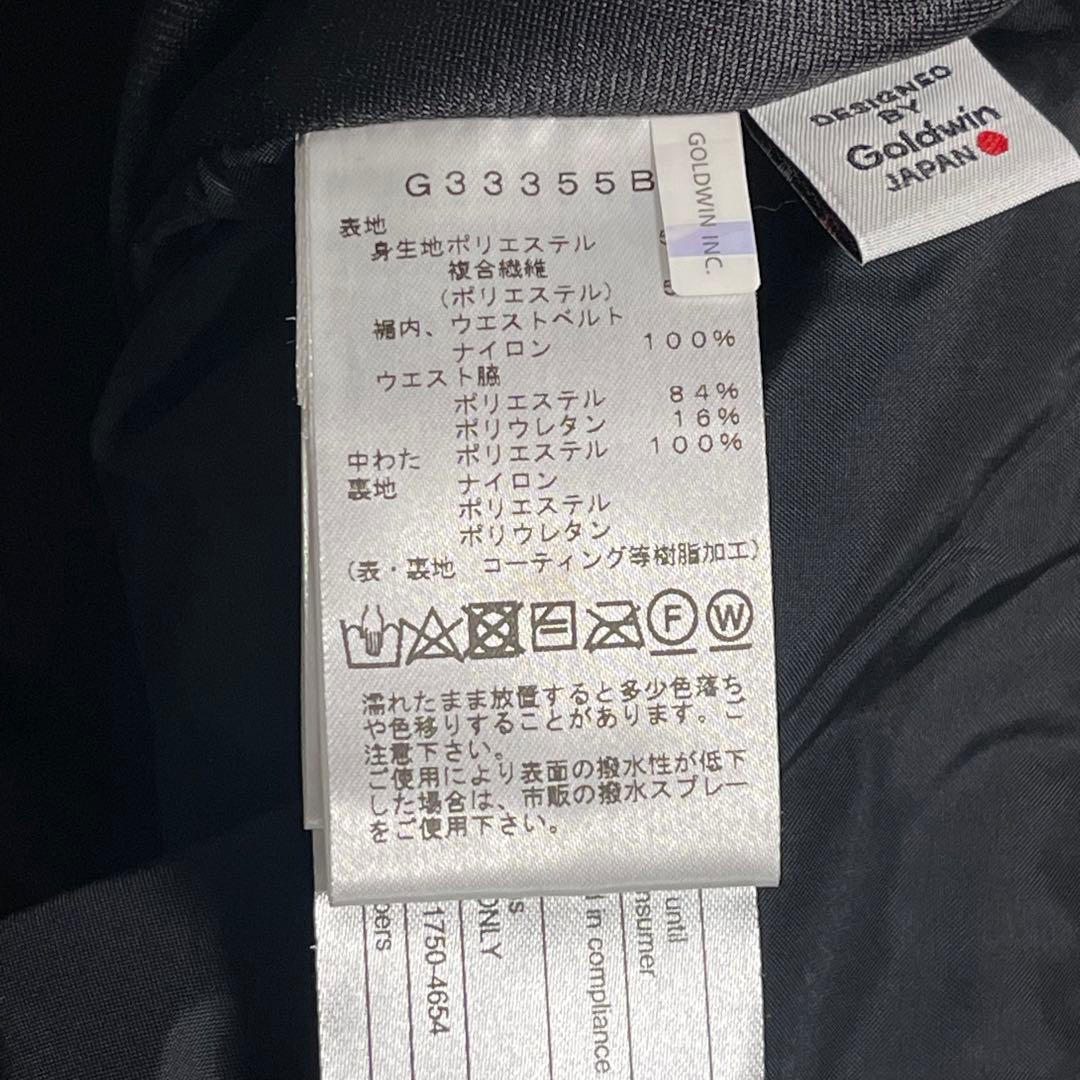 G33355B
GOLDWIN INC.
DESIGNED
BY
Goldwin
JAPAN
表地
身生地ポリエステル 5
複合繊維
(ポリエステル) 5
裾内、ウエストベルト
ナイロン 100%
ウエスト脇
ポリエステル 84%
ポリウレタン 16%
中わた ポリエステル 100%
裏地 ナイロン
ポリエステル
ポリウレタン
(表・裏地 コーティング等樹脂加工)
F W
濡れたまま放置すると多少色落ち
や色移りすることがあります。ご
注意下さい。
ご使用により表面の撥水性が低下
した場合は、市販の撥水スプレー
をご使用下さい。
until
nsumer
in compliance
ONLY
1750-4654
bers